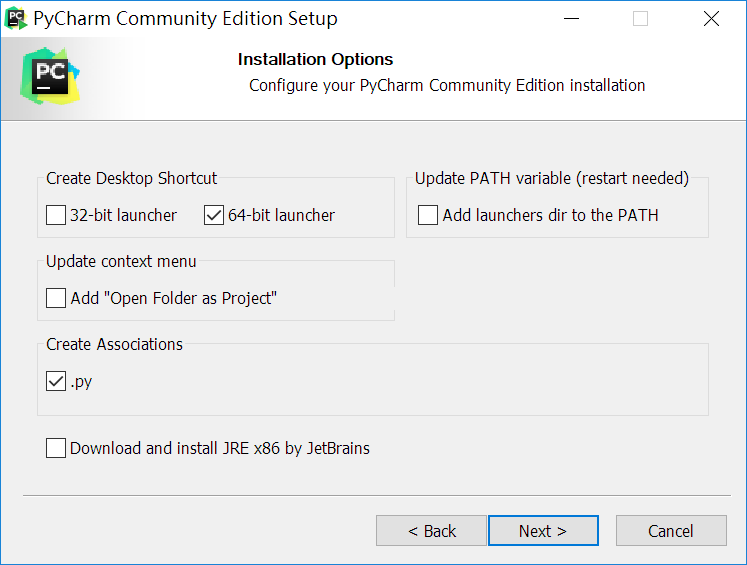 PyCharm Community Edition Setup
PC
Installation Options
Configure your PyCharm Community Edition installation
Create Desktop Shortcut
32-bit launcher
64-bit launcher
Update PATH variable (restart needed)
Add launchers dir to the PATH
Update context menu
Add "Open Folder as Project"
Create Associations
.py
Download and install JRE x86 by JetBrains
< Back
Next >
Cancel